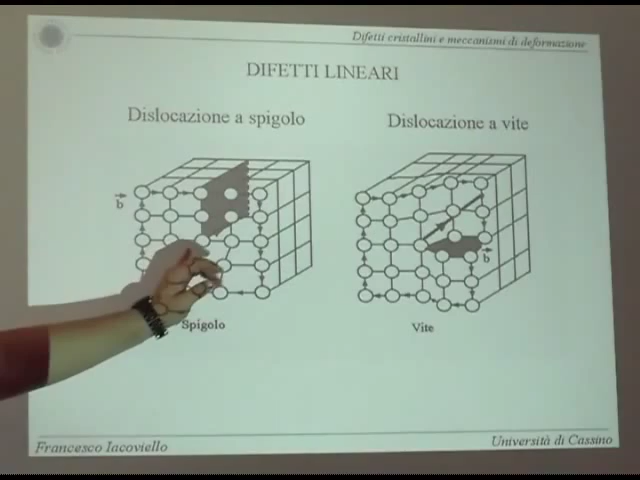 Difetti cristallini e meccanismi di deformazione
DIFETTI LINEARI
Dislocazione a spigolo
Dislocazione a vite
b
b
Spigolo
Vite
Francesco Iacoviello
Università di Cassino